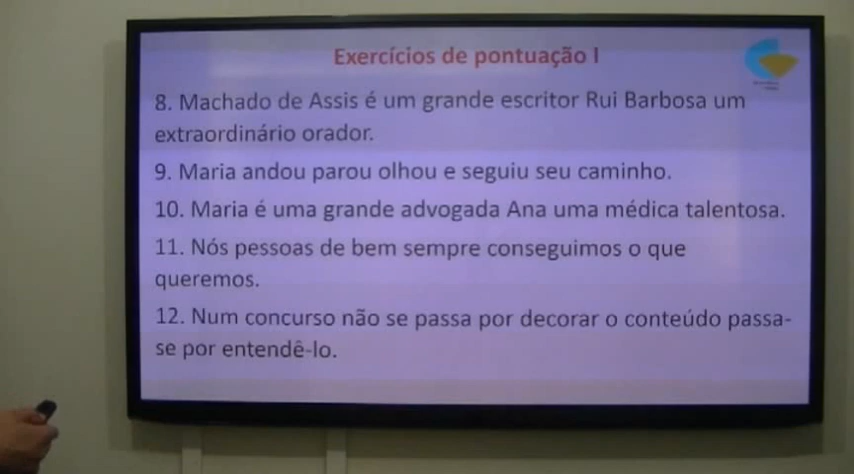 Exercícios de pontuação I
8. Machado de Assis é um grande escritor Rui Barbosa um
extraordinário orador.
9. Maria andou parou olhou e seguiu seu caminho.
10. Maria é uma grande advogada Ana uma médica talentosa.
11. Nós pessoas de bem sempre conseguimos o que
queremos.
12. Num concurso não se passa por decorar o conteúdo passa-
se por entendê-lo.